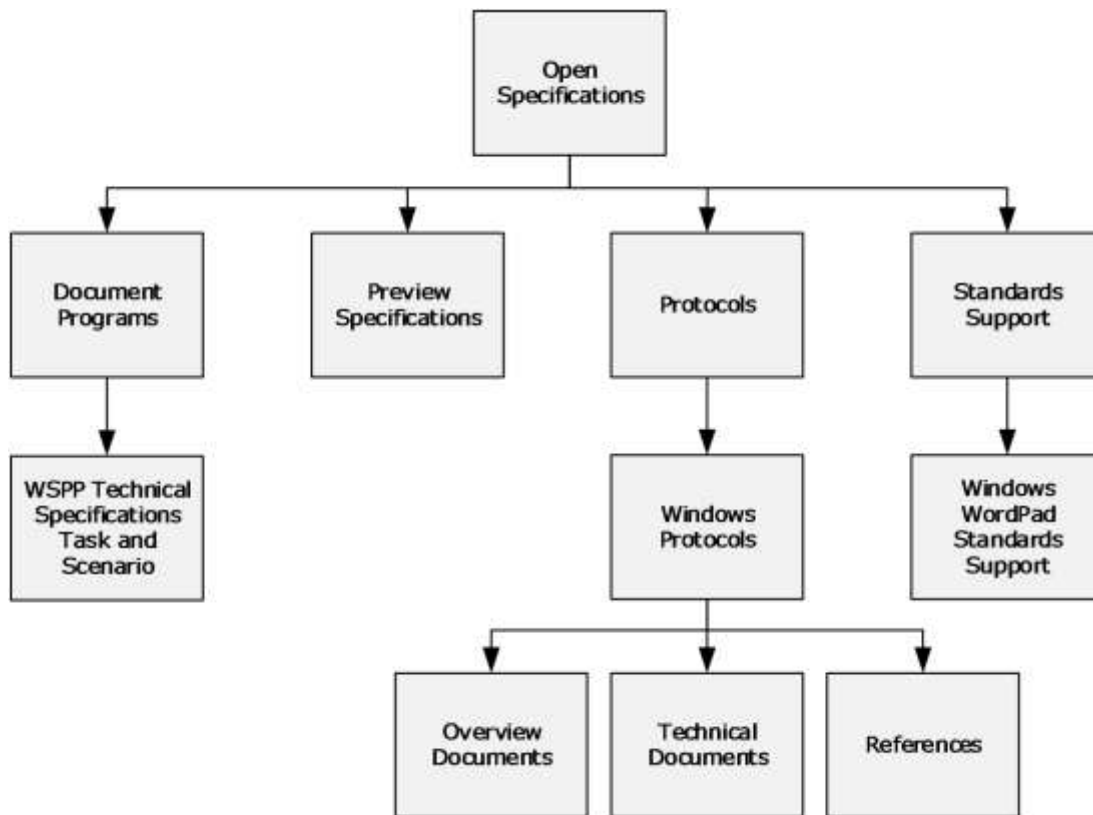 Open
Specifications
Document
Programs
Preview
Specifications
Protocols
Standards
Support
WSPP Technical
Specifications
Task and
Scenario
Windows
Protocols
Windows
WordPad
Standards
Support
Overview
Documents
Technical
Documents
References